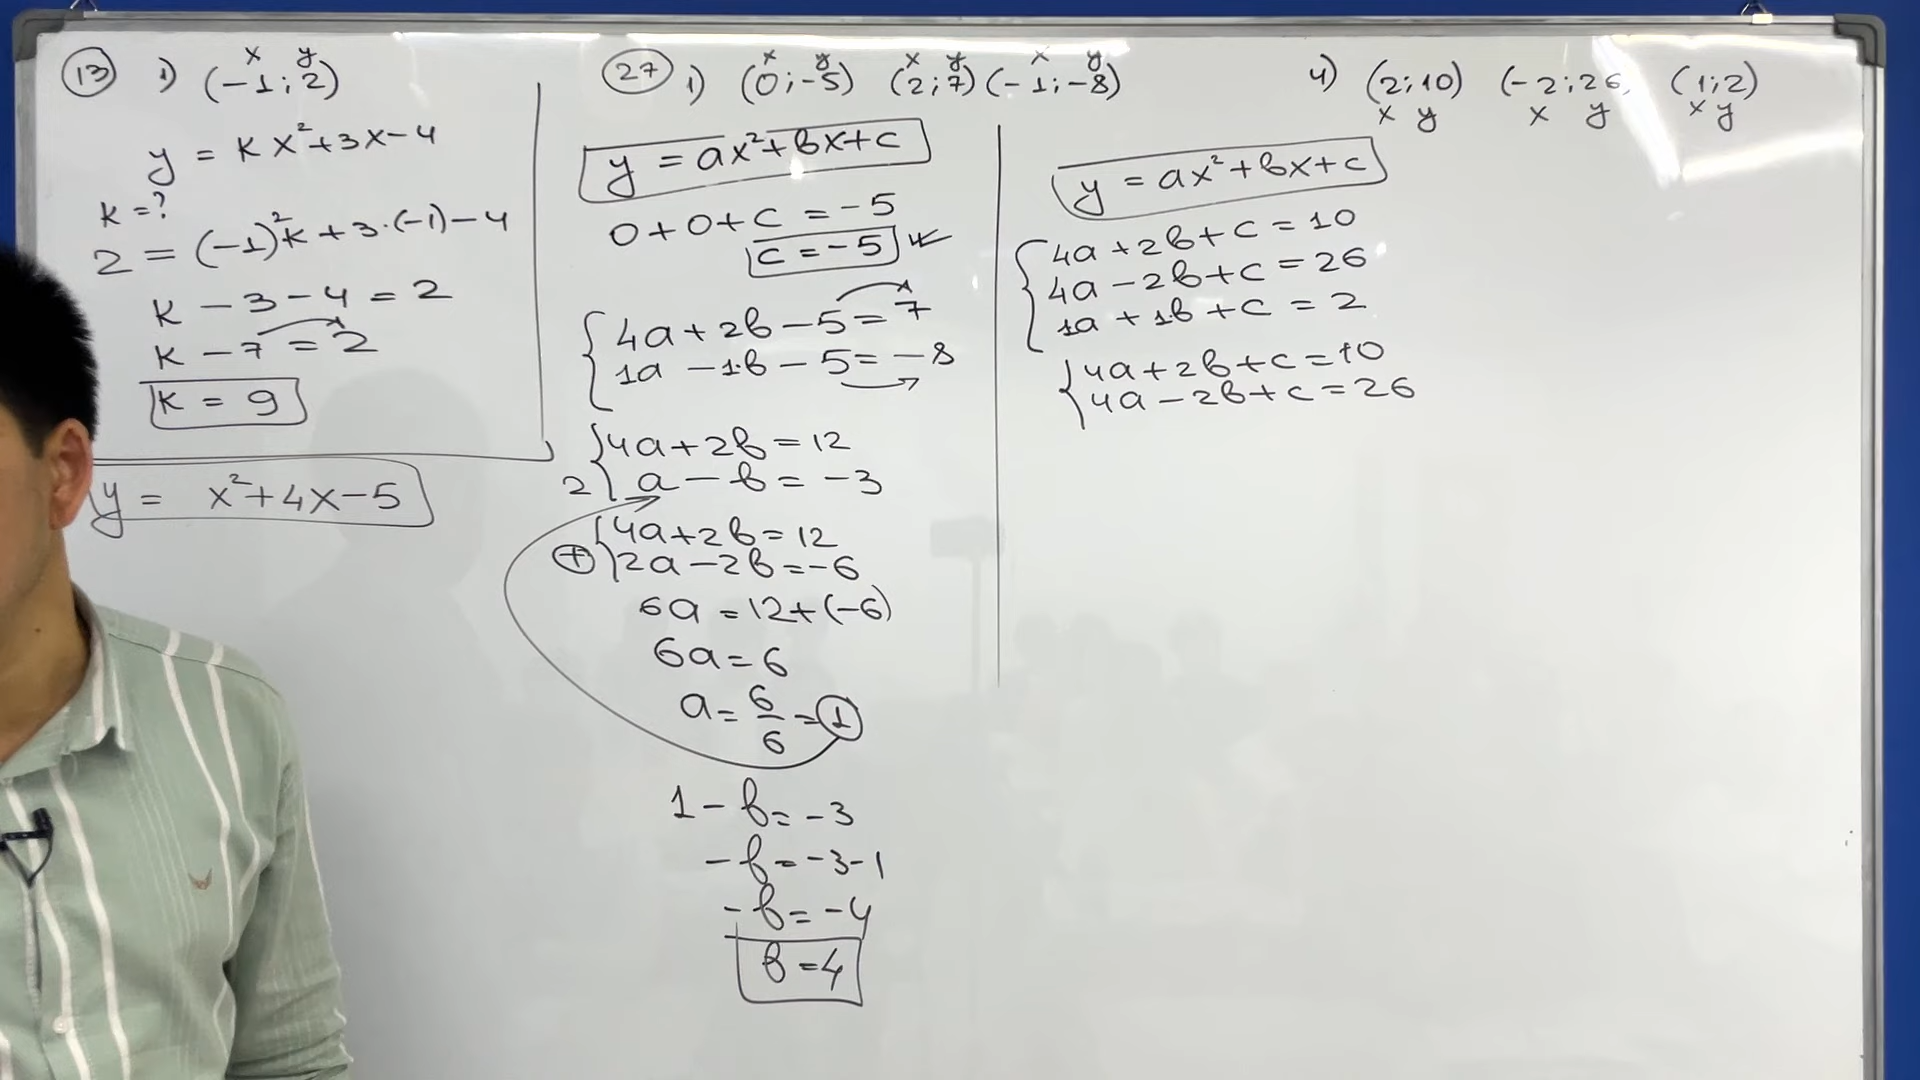 13 1) (-1; 2)
x y
y = kx²+3x-4
k=?
2 = (-1)²k+3·(-1)-4
k-3-4=2
k-7=2
k=9
y= x²+4x-5
27 1) (0;-5) (2;7) (-1;-8)
x y x y x y
y=ax²+bx+c
0+0+c=-5
c=-5
4a+2b-5=7
1a-1·b-5=-8
4a+2b=12
2 a-b=-3
4a+2b=12
+ 2a-2b=-6
6a=12+(-6)
6a=6
a=6/6=1
1-b=-3
-b=-3-1
-b=-4
b=4
4) (2;10) (-2;26, (1;2)
x y x y x y
y=ax²+bx+c
4a+2b+c=10
4a-2b+c=26
1a+1·b+c=2
4a+2b+c=10
4a-2b+c=26